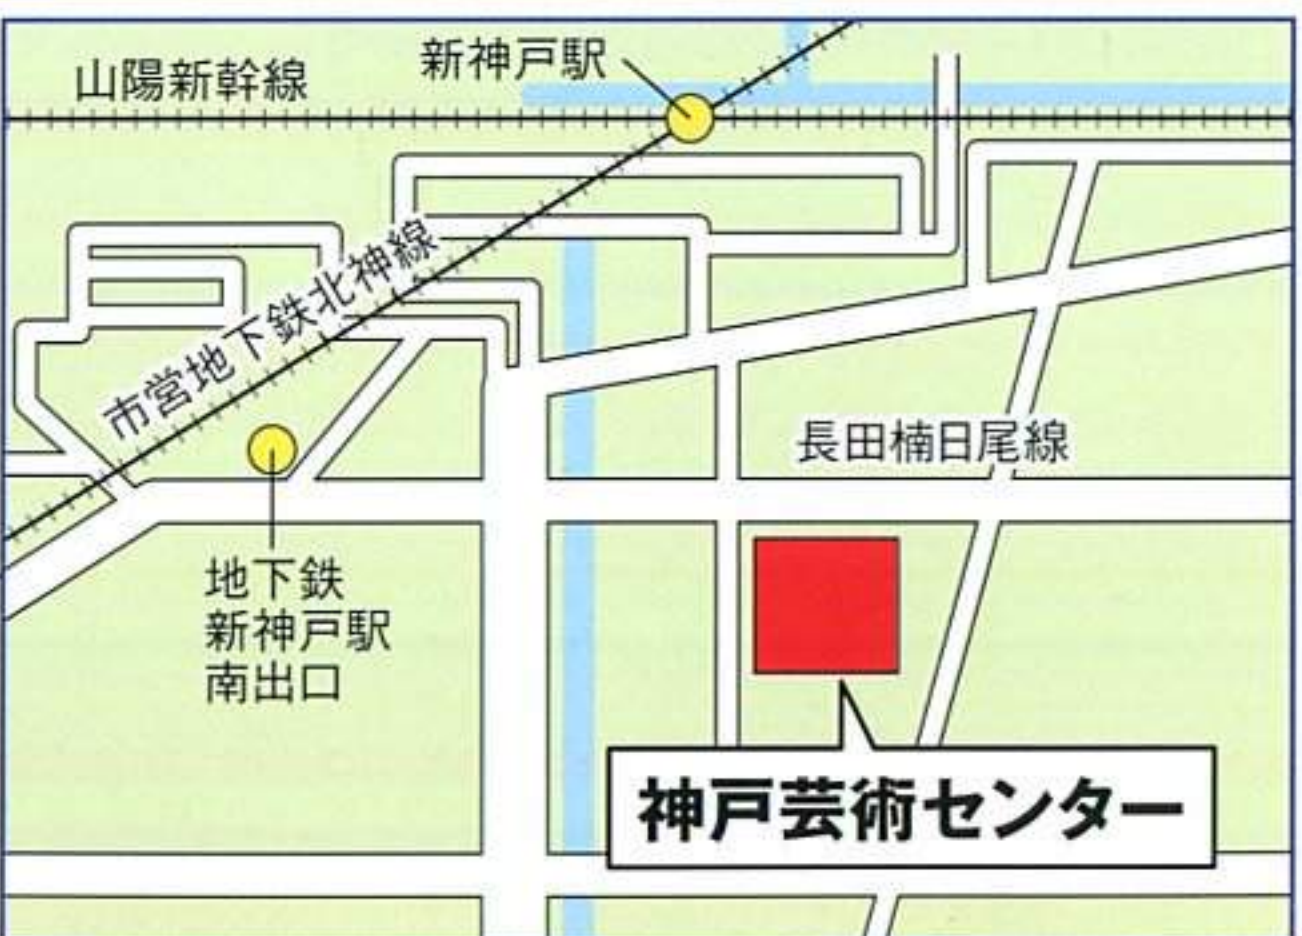 新神戸駅
山陽新幹線
市営地下鉄北神線
長田楠日尾線
地下鉄
新神戸駅
南出口
神戸芸術センター